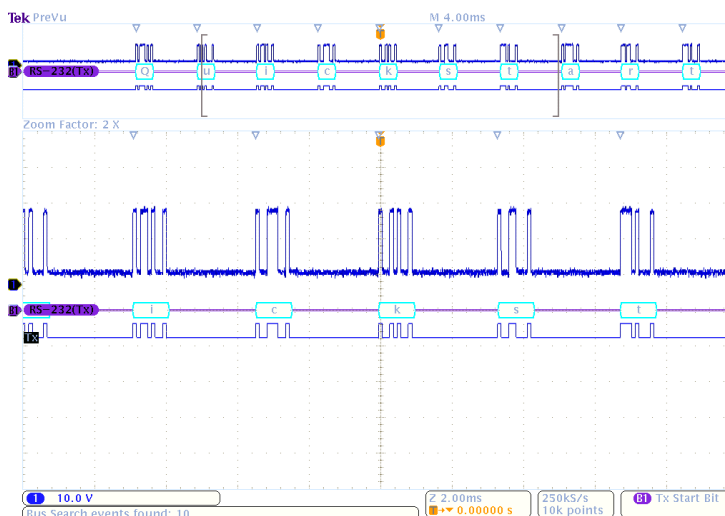 Tek PreVu M 4.00ms
T
B1 RS-232(Tx) Q u i c k s t a r t
Zoom Factor: 2 X
T
1
B1 RS-232(Tx) i c k s t
Tx
1 10.0 V Z 2.00ms 250kS/s B1 Tx Start Bit
Bus Search events found: 10 T 0.00000 s 10k points